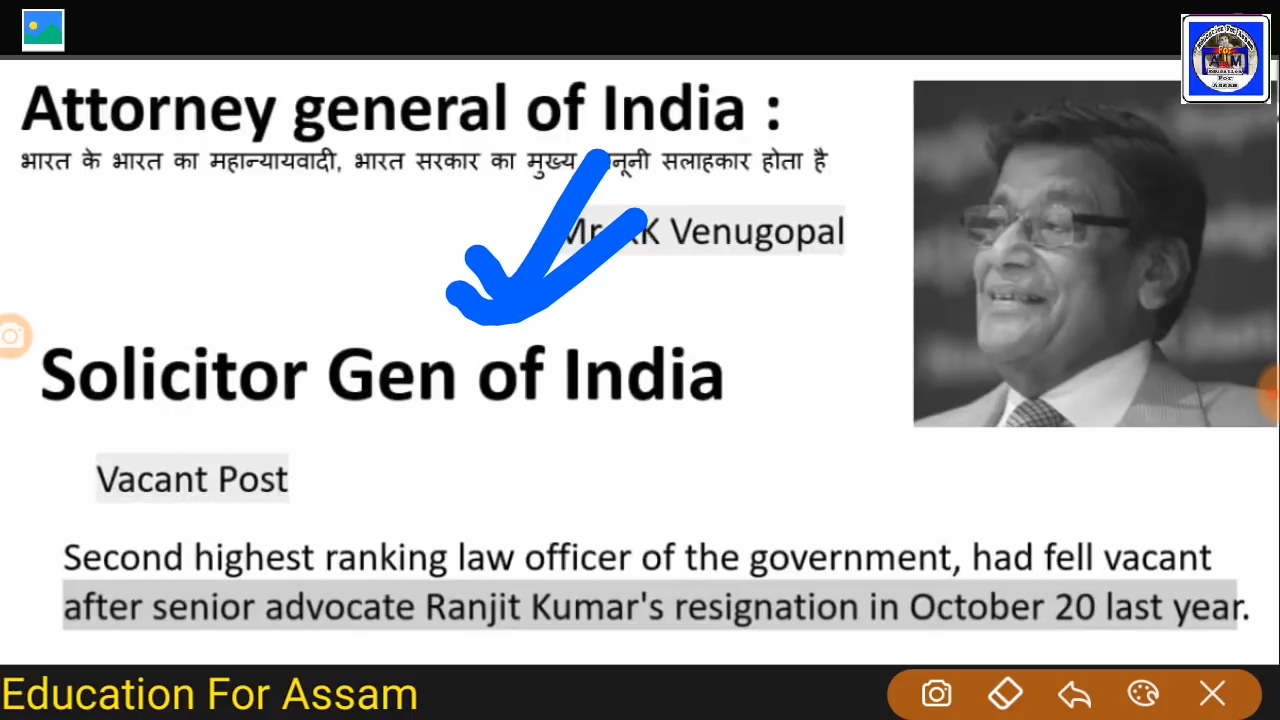 Attorney general of India :
भारत के भारत का महान्यायवादी, भारत सरकार का मुख्य सलाहकार होता है
Venugopal
Solicitor Gen of India
Vacant Post
Second highest ranking law officer of the government, had fell vacant
after senior advocate Ranjit Kumar's resignation in October 20 last year.
Education For Assam